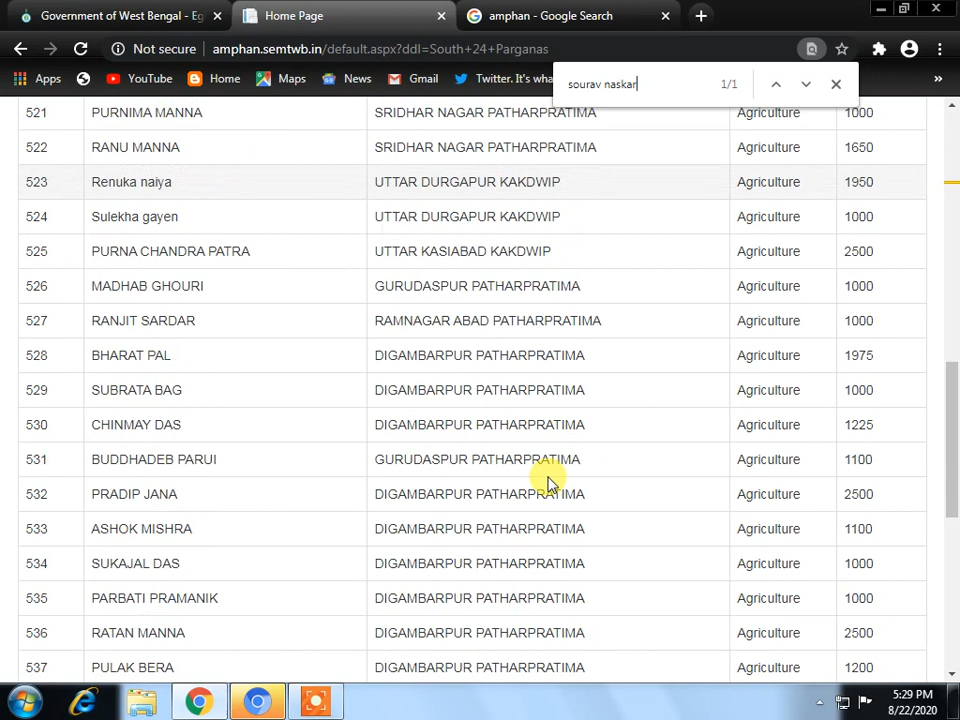 Government of West Bengal - Eg
Home Page
amphan - Google Search
Not secure amphan.semtwb.in/default.aspx?ddl=South+24+Parganas
Apps YouTube Home Maps News Gmail Twitter. It's wha »
sourav naskar 1/1
521 PURNIMA MANNA SRIDHAR NAGAR PATHARPRATIMA Agriculture 1000
522 RANU MANNA SRIDHAR NAGAR PATHARPRATIMA Agriculture 1650
523 Renuka naiya UTTAR DURGAPUR KAKDWIP Agriculture 1950
524 Sulekha gayen UTTAR DURGAPUR KAKDWIP Agriculture 1000
525 PURNA CHANDRA PATRA UTTAR KASIABAD KAKDWIP Agriculture 2500
526 MADHAB GHOURI GURUDASPUR PATHARPRATIMA Agriculture 1000
527 RANJIT SARDAR RAMNAGAR ABAD PATHARPRATIMA Agriculture 1000
528 BHARAT PAL DIGAMBARPUR PATHARPRATIMA Agriculture 1975
529 SUBRATA BAG DIGAMBARPUR PATHARPRATIMA Agriculture 1000
530 CHINMAY DAS DIGAMBARPUR PATHARPRATIMA Agriculture 1225
531 BUDDHADEB PARUI GURUDASPUR PATHARPRATIMA Agriculture 1100
532 PRADIP JANA DIGAMBARPUR PATHARPRATIMA Agriculture 2500
533 ASHOK MISHRA DIGAMBARPUR PATHARPRATIMA Agriculture 1100
534 SUKAJAL DAS DIGAMBARPUR PATHARPRATIMA Agriculture 1000
535 PARBATI PRAMANIK DIGAMBARPUR PATHARPRATIMA Agriculture 1000
536 RATAN MANNA DIGAMBARPUR PATHARPRATIMA Agriculture 2500
537 PULAK BERA DIGAMBARPUR PATHARPRATIMA Agriculture 1200
5:29 PM
8/22/2020